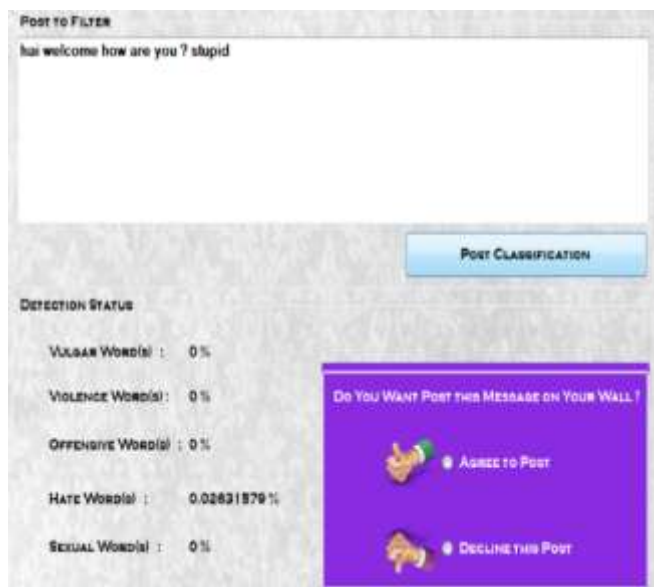 Post to Filter
hai welcome how are you ? stupid
Post Classification
Detection Status
Vulgar Word(s) : 0 %
Violence Word(s) : 0 %
Do You Want Post this Message on Your Wall ?
Offensive Word(s) : 0 %
Agree to Post
Hate Word(s) : 0.02631579 %
Sexual Word(s) : 0 %
Decline this Post